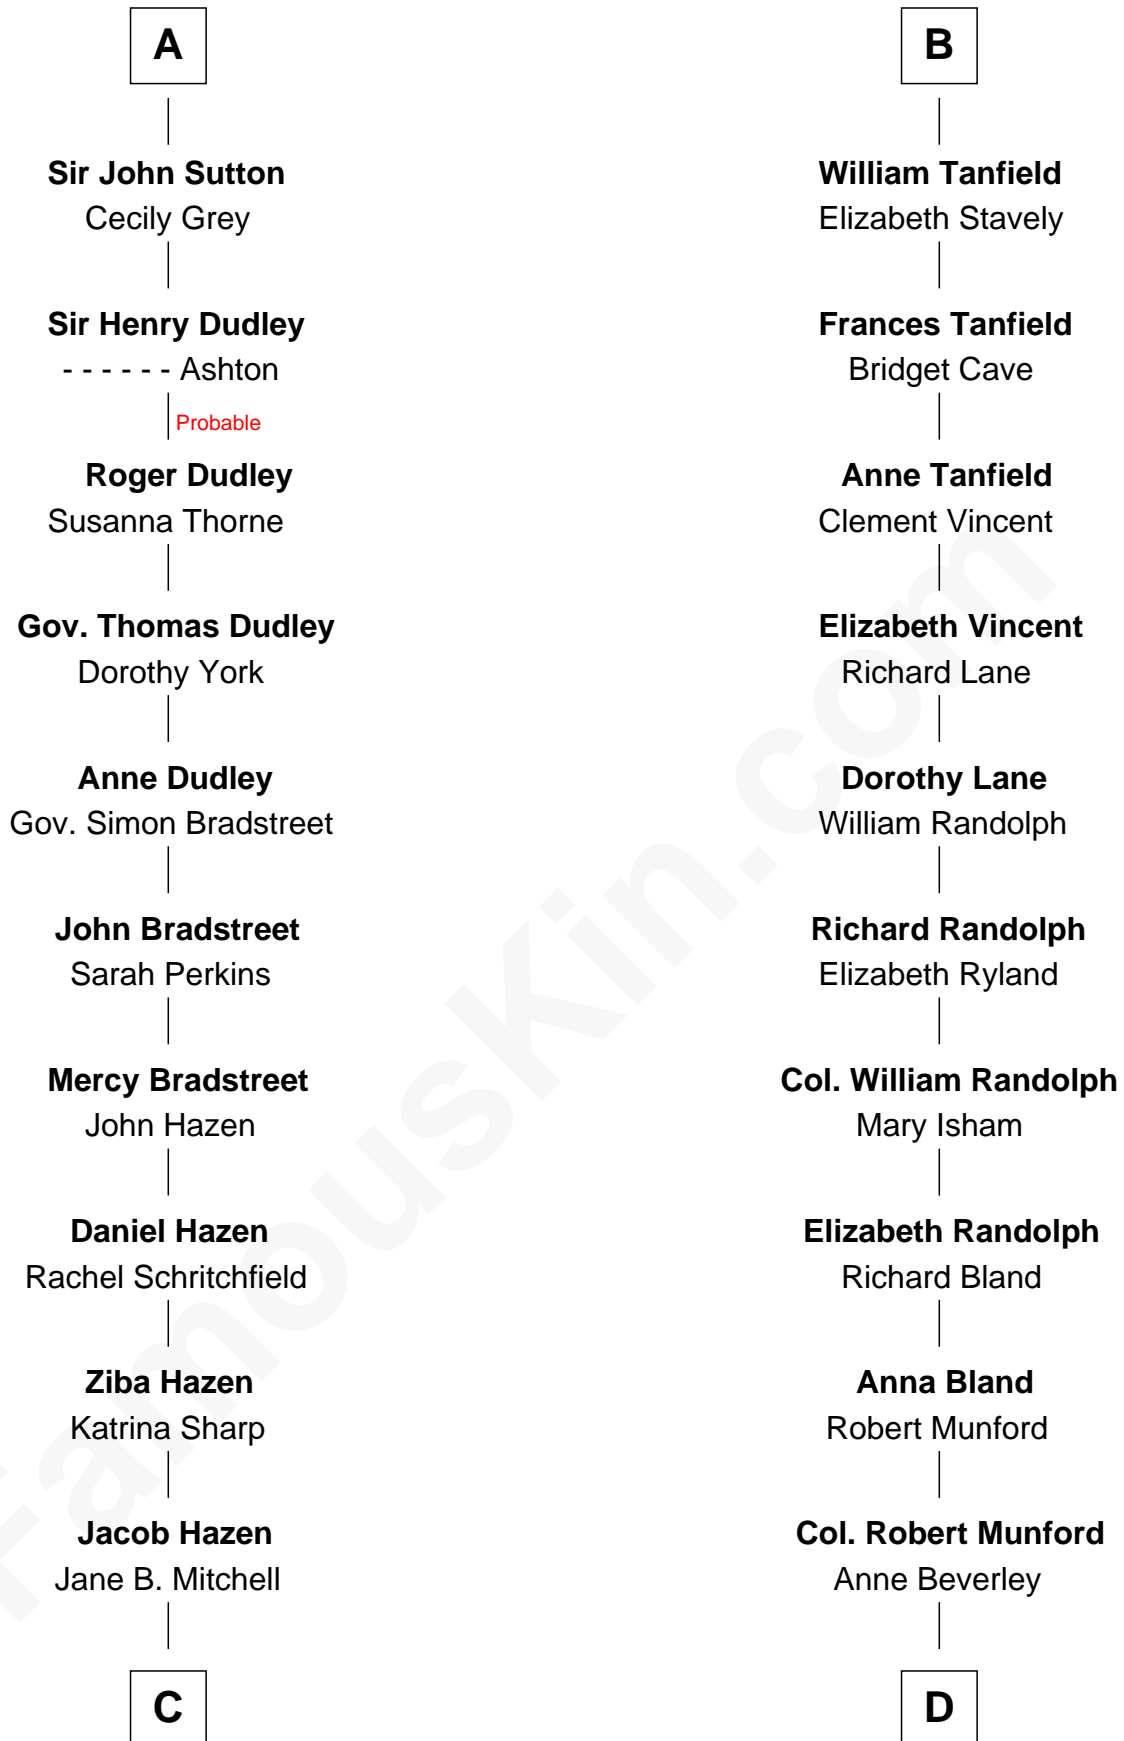 A
Sir John Sutton
Cecily Grey
Sir Henry Dudley
- - - - - - Ashton
Probable
Roger Dudley
Susanna Thorne
Gov. Thomas Dudley
Dorothy York
Anne Dudley
Gov. Simon Bradstreet
John Bradstreet
Sarah Perkins
Mercy Bradstreet
John Hazen
Daniel Hazen
Rachel Schritchfield
Ziba Hazen
Katrina Sharp
Jacob Hazen
Jane B. Mitchell
C
B
William Tanfield
Elizabeth Stavely
Frances Tanfield
Bridget Cave
Anne Tanfield
Clement Vincent
Elizabeth Vincent
Richard Lane
Dorothy Lane
William Randolph
Richard Randolph
Elizabeth Ryland
Col. William Randolph
Mary Isham
Elizabeth Randolph
Richard Bland
Anna Bland
Robert Munford
Col. Robert Munford
Anne Beverley
D
FamousKin.com